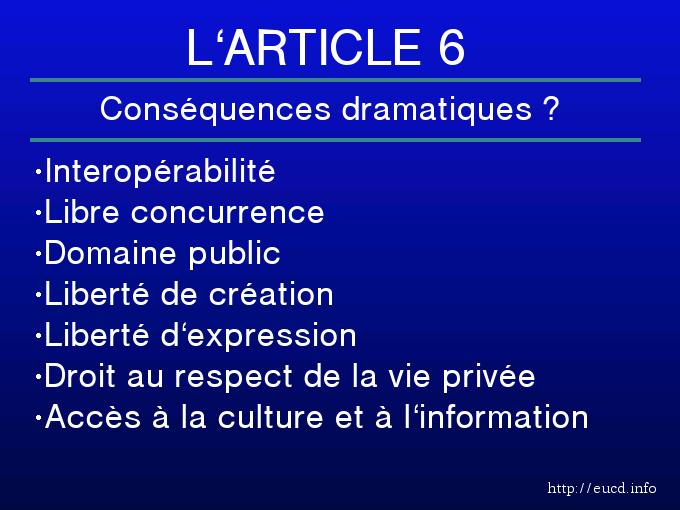 L‘ARTICLE 6
Conséquences dramatiques ?
·Interopérabilité
·Libre concurrence
·Domaine public
·Liberté de création
·Liberté d‘expression
·Droit au respect de la vie privée
·Accès à la culture et à l‘information
http://eucd.info